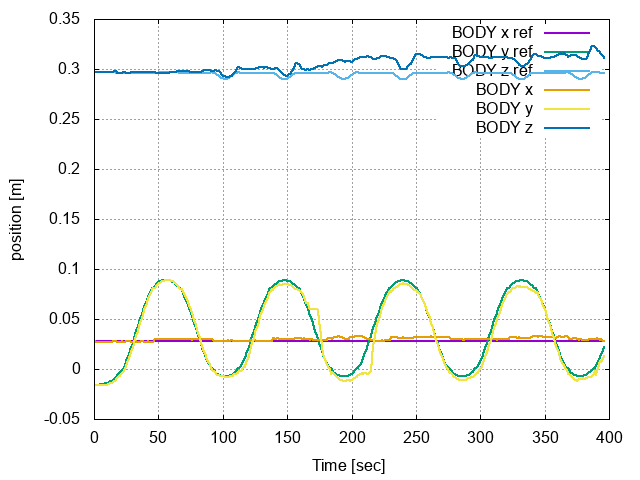 0.35
0.3
0.25
0.2
0.15
0.1
0.05
0
-0.05
0 50 100 150 200 250 300 350 400
position [m]
Time [sec]
BODY x ref
BODY y ref
BODY z ref
BODY x
BODY y
BODY z